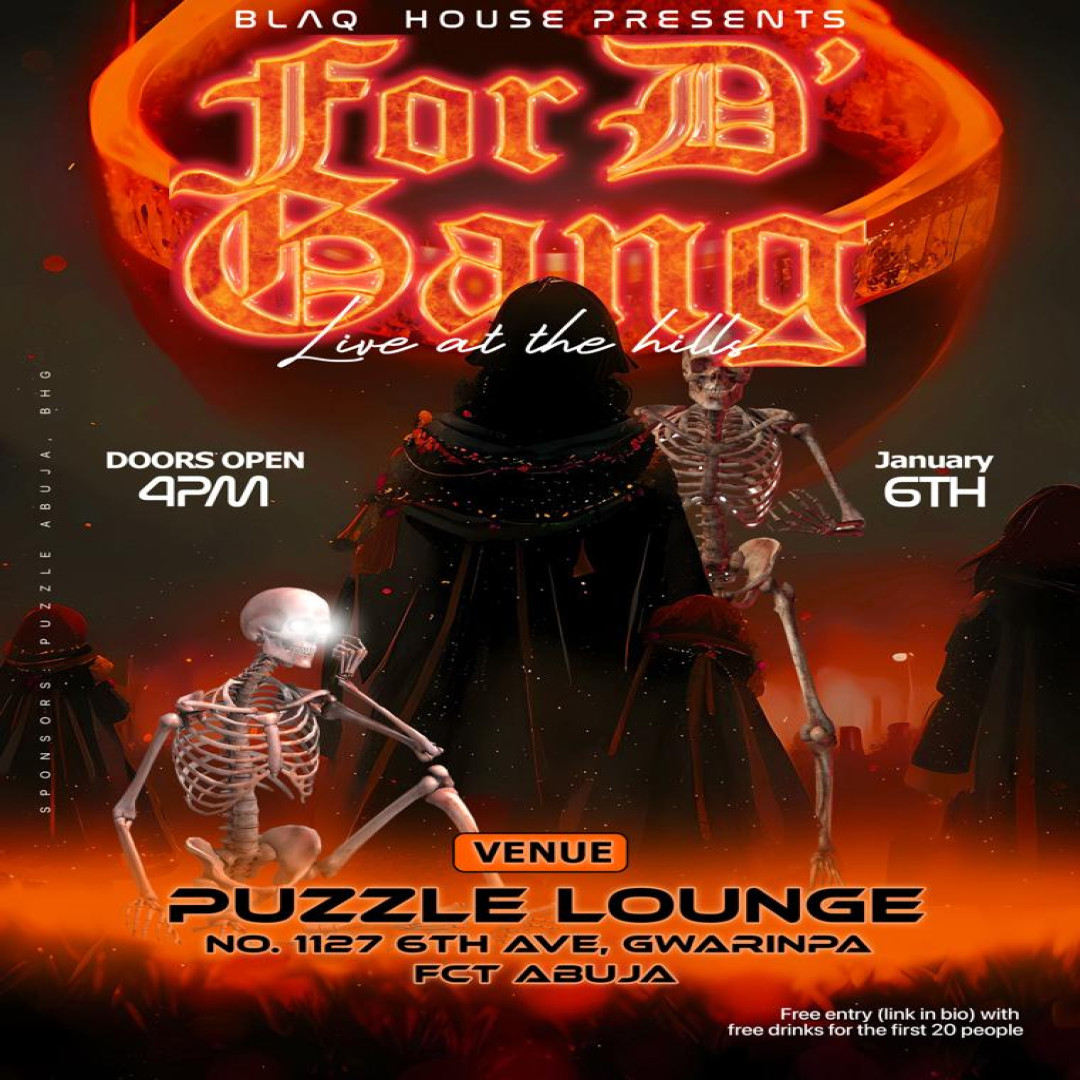 BLAQ HOUSE PRESENTS
For D'
Gang
Live at the hills
DOORS OPEN
4PM
January
6TH
SPONSORS: PUZZLE ABUJA, BHG
VENUE
PUZZLE LOUNGE
NO. 1127 6TH AVE, GWARINPA
FCT ABUJA
Free entry (link in bio) with
free drinks for the first 20 people